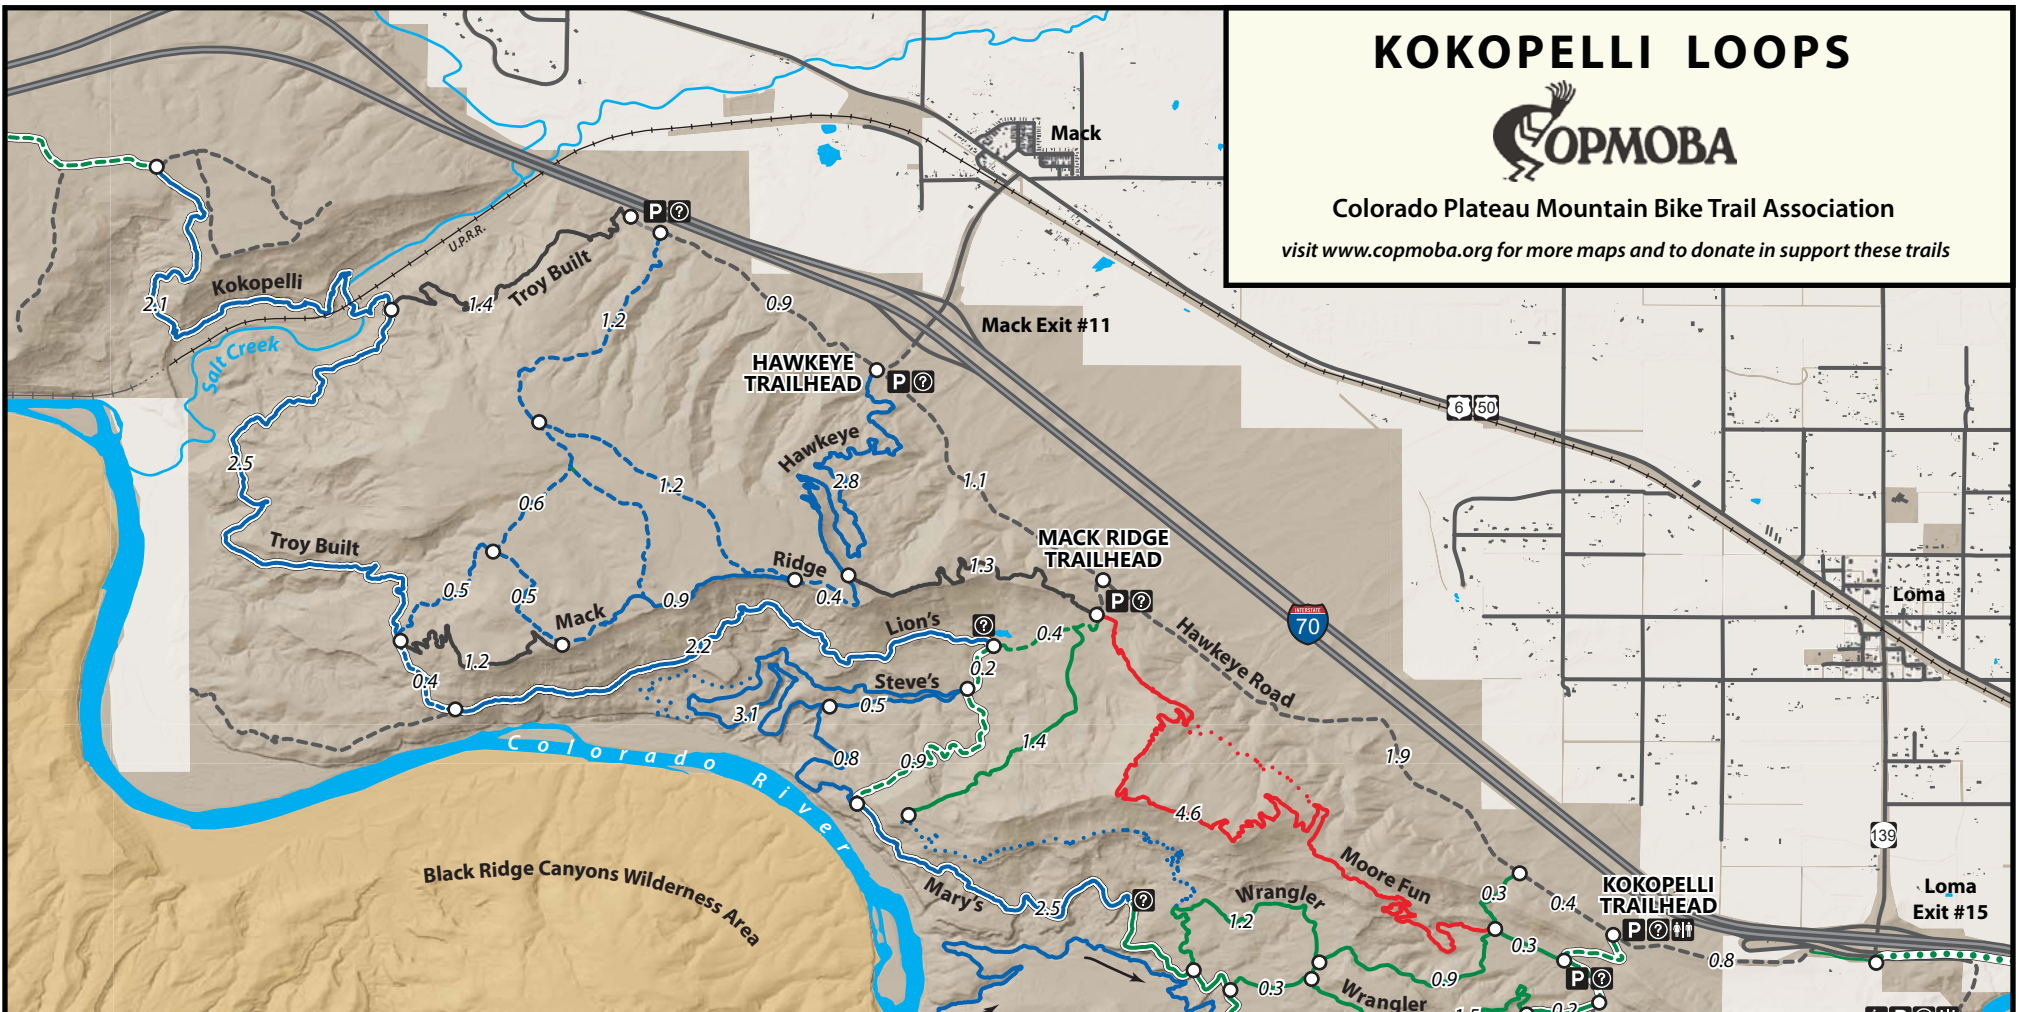 KOKOPELLI LOOPS
COPMOBA
Colorado Plateau Mountain Bike Trail Association
visit www.copmoba.org for more maps and to donate in support these trails
Mack
P ?
U.P.R.R.
Kokopelli
2.1
Troy Built
1.4
1.2
0.9
Mack Exit #11
Salt Creek
HAWKEYE
TRAILHEAD
P ?
6 50
Hawkeye
2.8
2.5
1.2
1.1
0.6
Troy Built
MACK RIDGE
TRAILHEAD
P ?
Ridge
1.3
0.4
0.5
0.5
Mack
0.9
Loma
INTERSTATE
70
Lion's
?
0.4
Hawkeye Road
2.2
1.2
0.2
0.4
Steve's
0.5
3.1
1.4
0.8
0.9
1.9
Colorado River
4.6
139
Black Ridge Canyons Wilderness Area
Moore Fun
Mary's
2.5
?
Wrangler
1.2
0.3
0.4
KOKOPELLI
TRAILHEAD
P ?
Loma
Exit #15
0.3
0.8
P ?
0.9
0.3
Wrangler
1.5
0.2
P